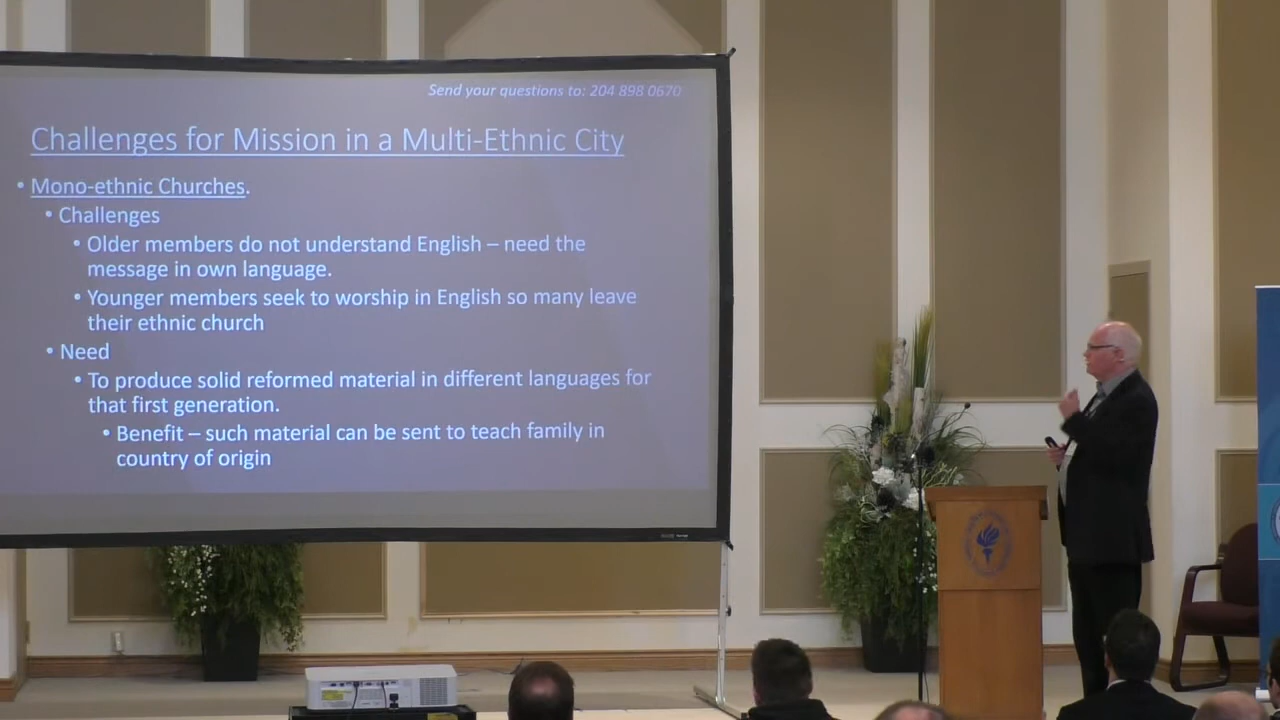 Send your questions to: 204 898 0670
Challenges for Mission in a Multi-Ethnic City
• Mono-ethnic Churches.
• Challenges
• Older members do not understand English – need the
message in own language.
• Younger members seek to worship in English so many leave
their ethnic church
• Need
• To produce solid reformed material in different languages for
that first generation.
• Benefit – such material can be sent to teach family in
country of origin